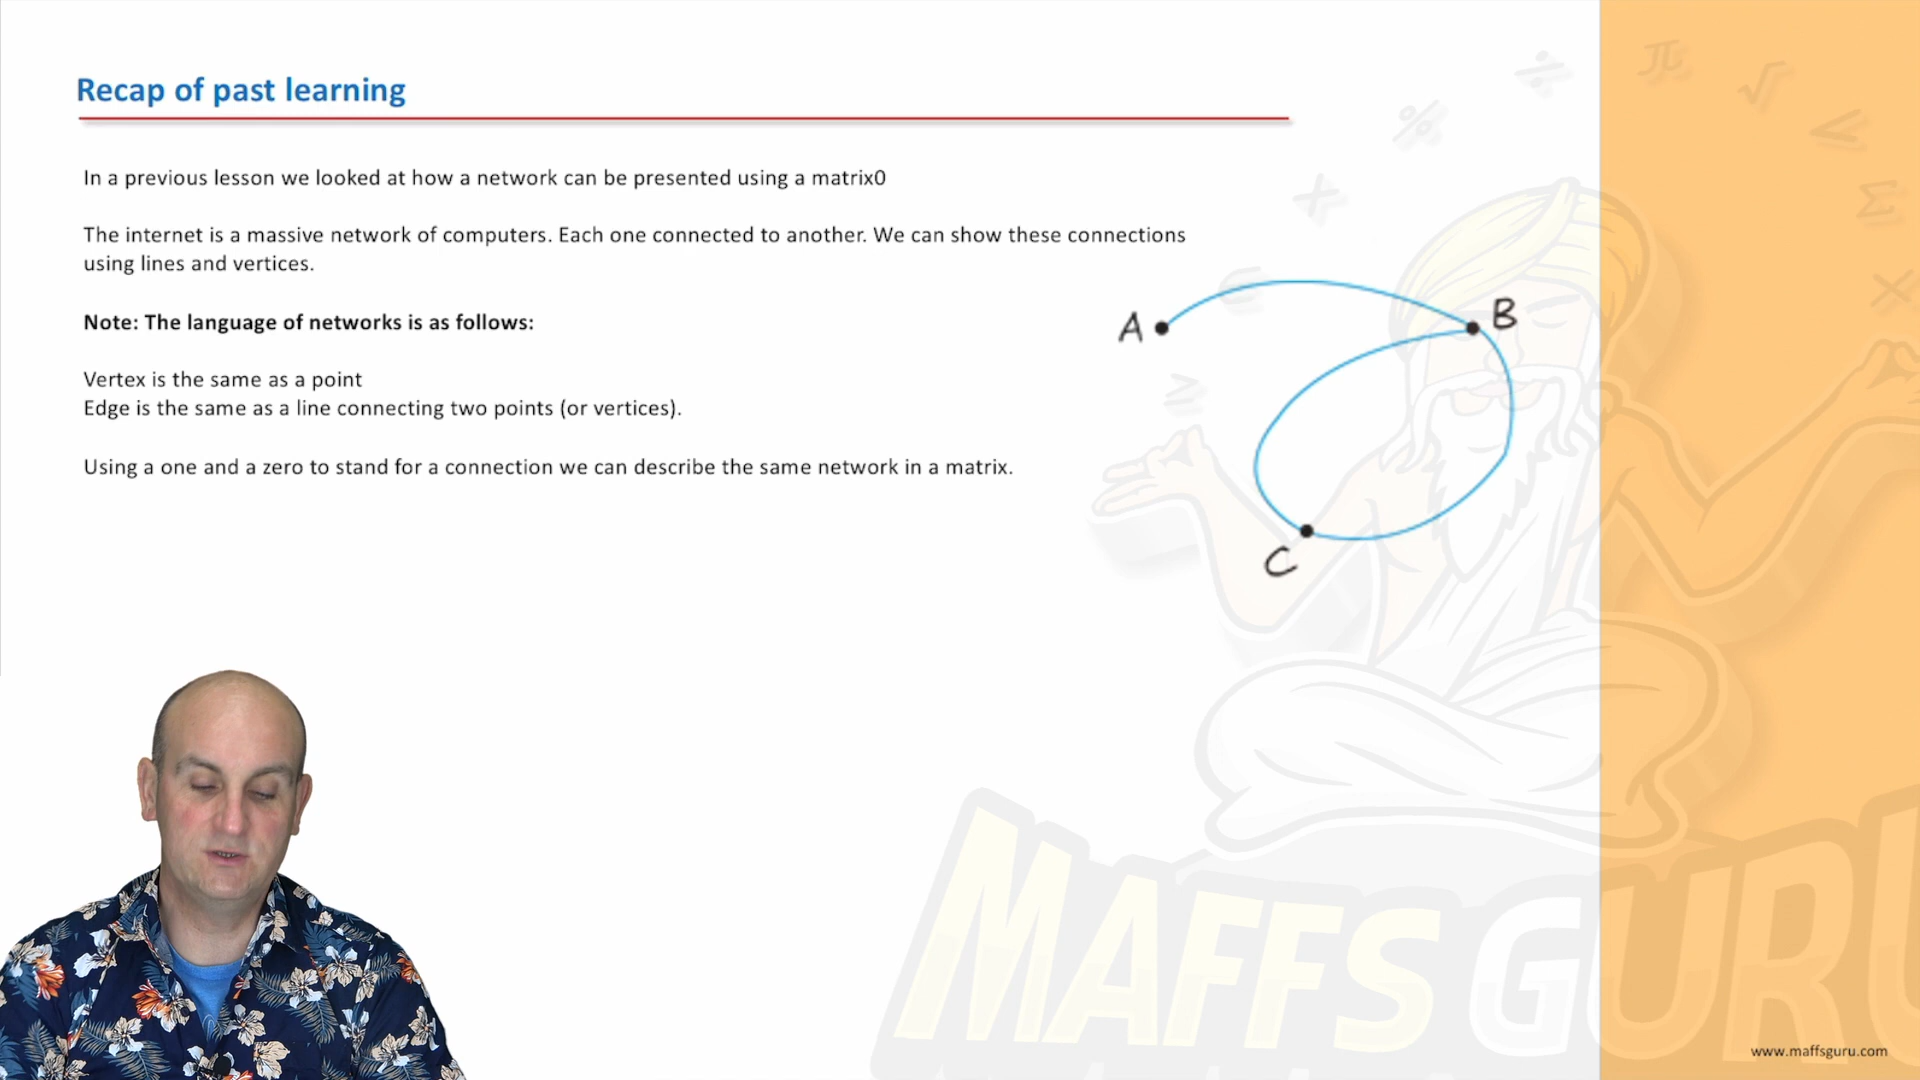 Recap of past learning
In a previous lesson we looked at how a network can be presented using a matrix0
The internet is a massive network of computers. Each one connected to another. We can show these connections
using lines and vertices.
Note: The language of networks is as follows:
Vertex is the same as a point
Edge is the same as a line connecting two points (or vertices).
Using a one and a zero to stand for a connection we can describe the same network in a matrix.
A
B
C
MAFFS GURU
www.maffsguru.com